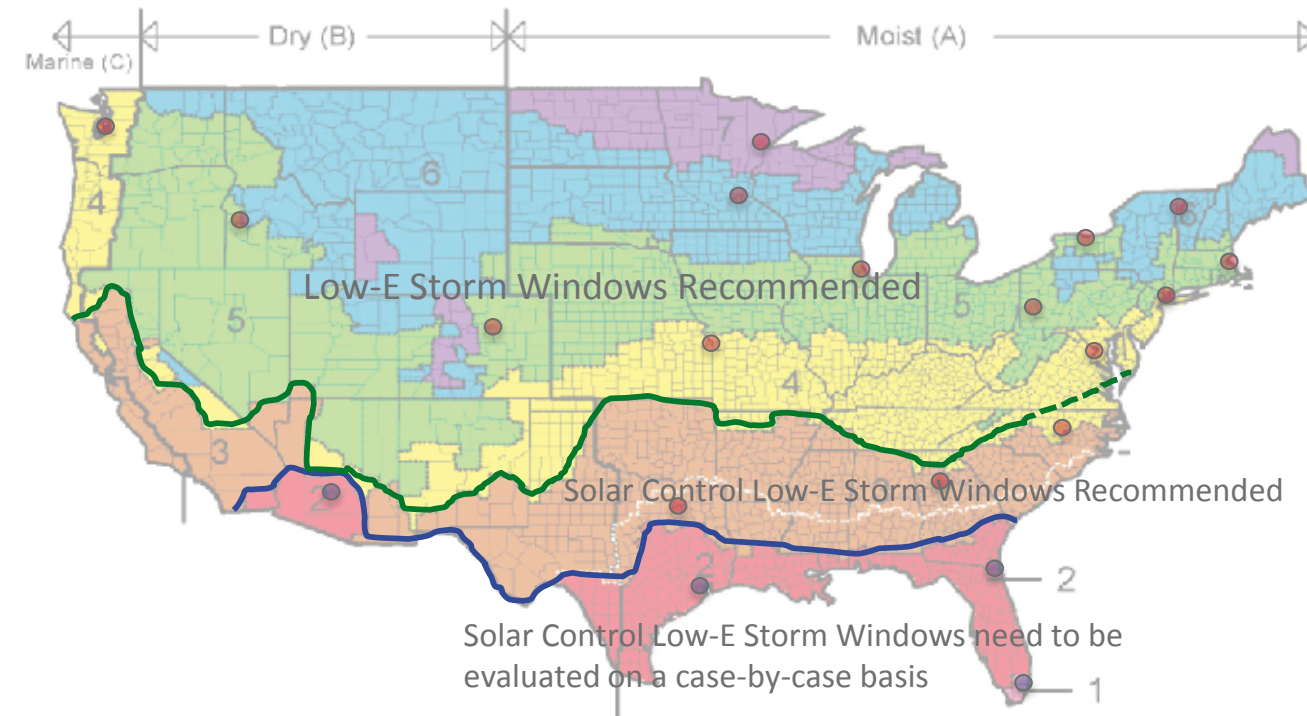 Dry (B)
Moist (A)
Marine (C)
7
6
4
6
Low-E Storm Windows Recommended
5
5
4
3
3
Solar Control Low-E Storm Windows Recommended
2
2
2
Solar Control Low-E Storm Windows need to be
evaluated on a case-by-case basis
1